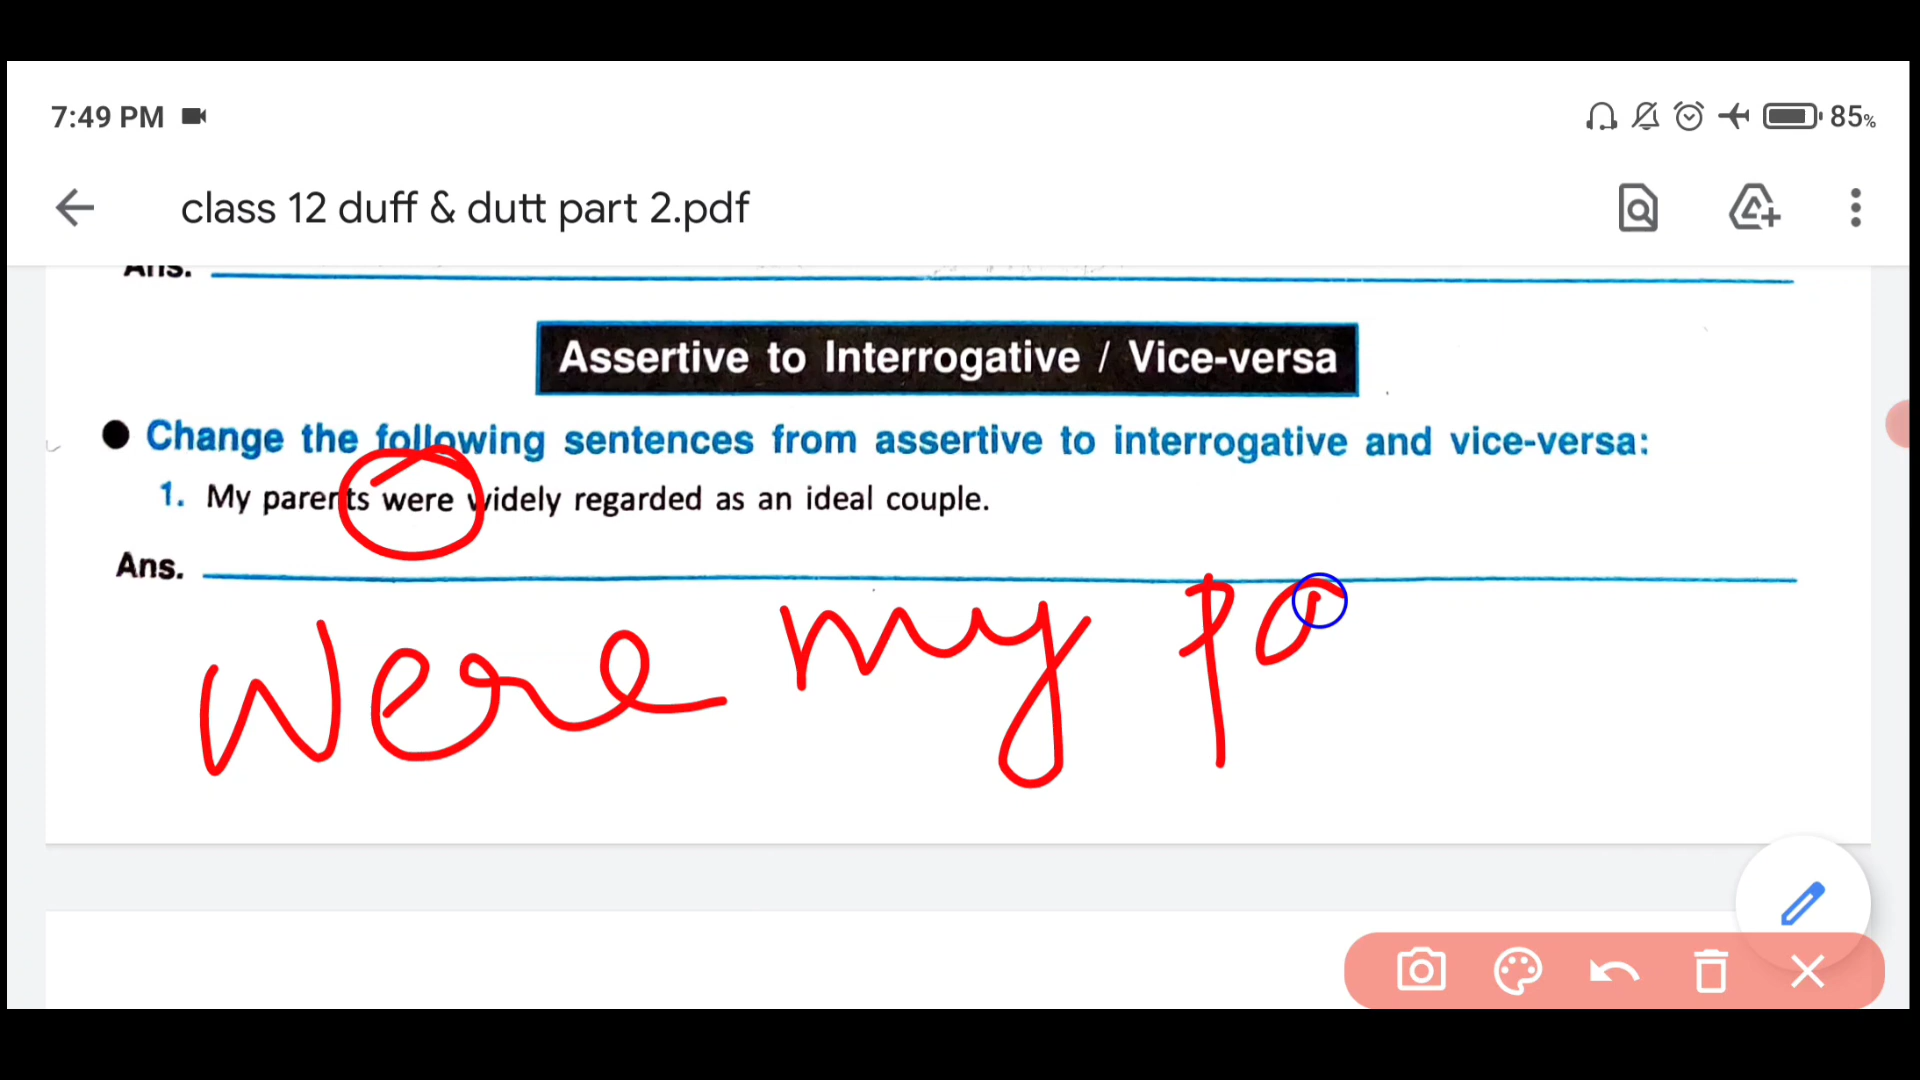 7:49 PM 85%
class 12 duff & dutt part 2.pdf
Ans.
Assertive to Interrogative / Vice-versa
● Change the following sentences from assertive to interrogative and vice-versa:
1. My parents were widely regarded as an ideal couple.
Ans.
Were my pa